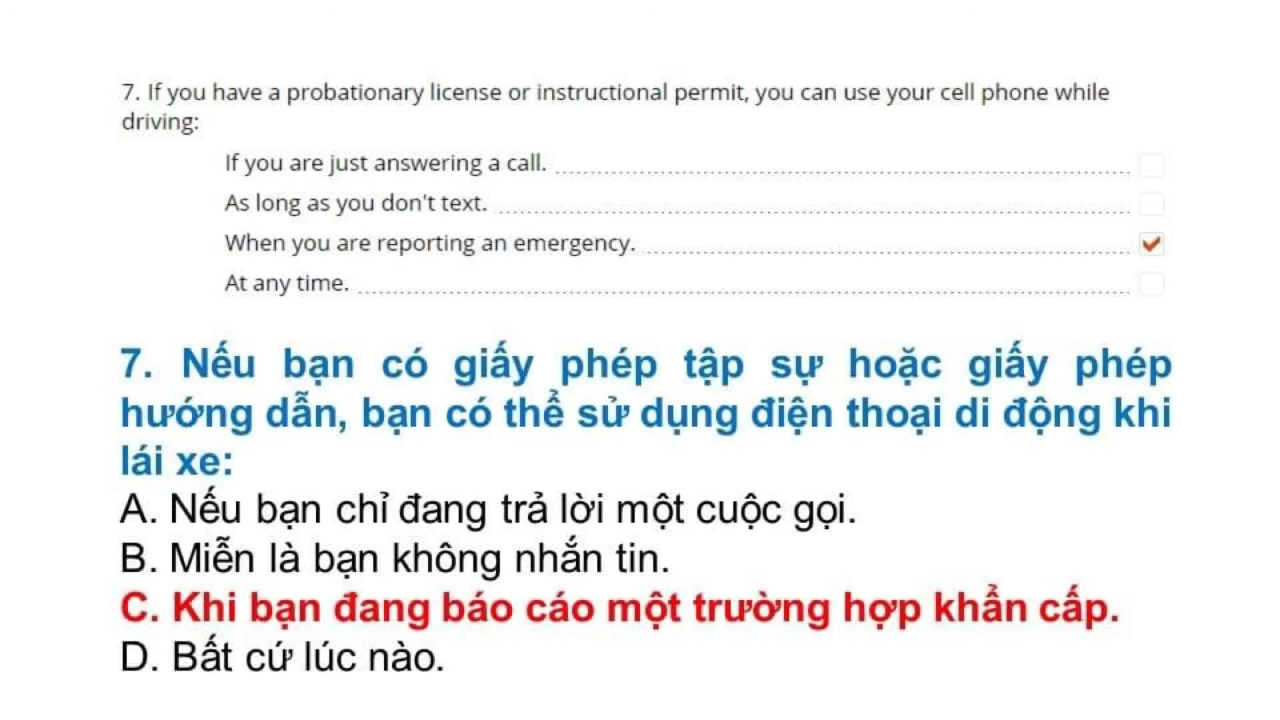 7. If you have a probationary license or instructional permit, you can use your cell phone while
driving:
If you are just answering a call.
As long as you don't text.
When you are reporting an emergency.
At any time.
7. Nếu bạn có giấy phép tập sự hoặc giấy phép
hướng dẫn, bạn có thể sử dụng điện thoại di động khi
lái xe:
A. Nếu bạn chỉ đang trả lời một cuộc gọi.
B. Miễn là bạn không nhắn tin.
C. Khi bạn đang báo cáo một trường hợp khẩn cấp.
D. Bất cứ lúc nào.